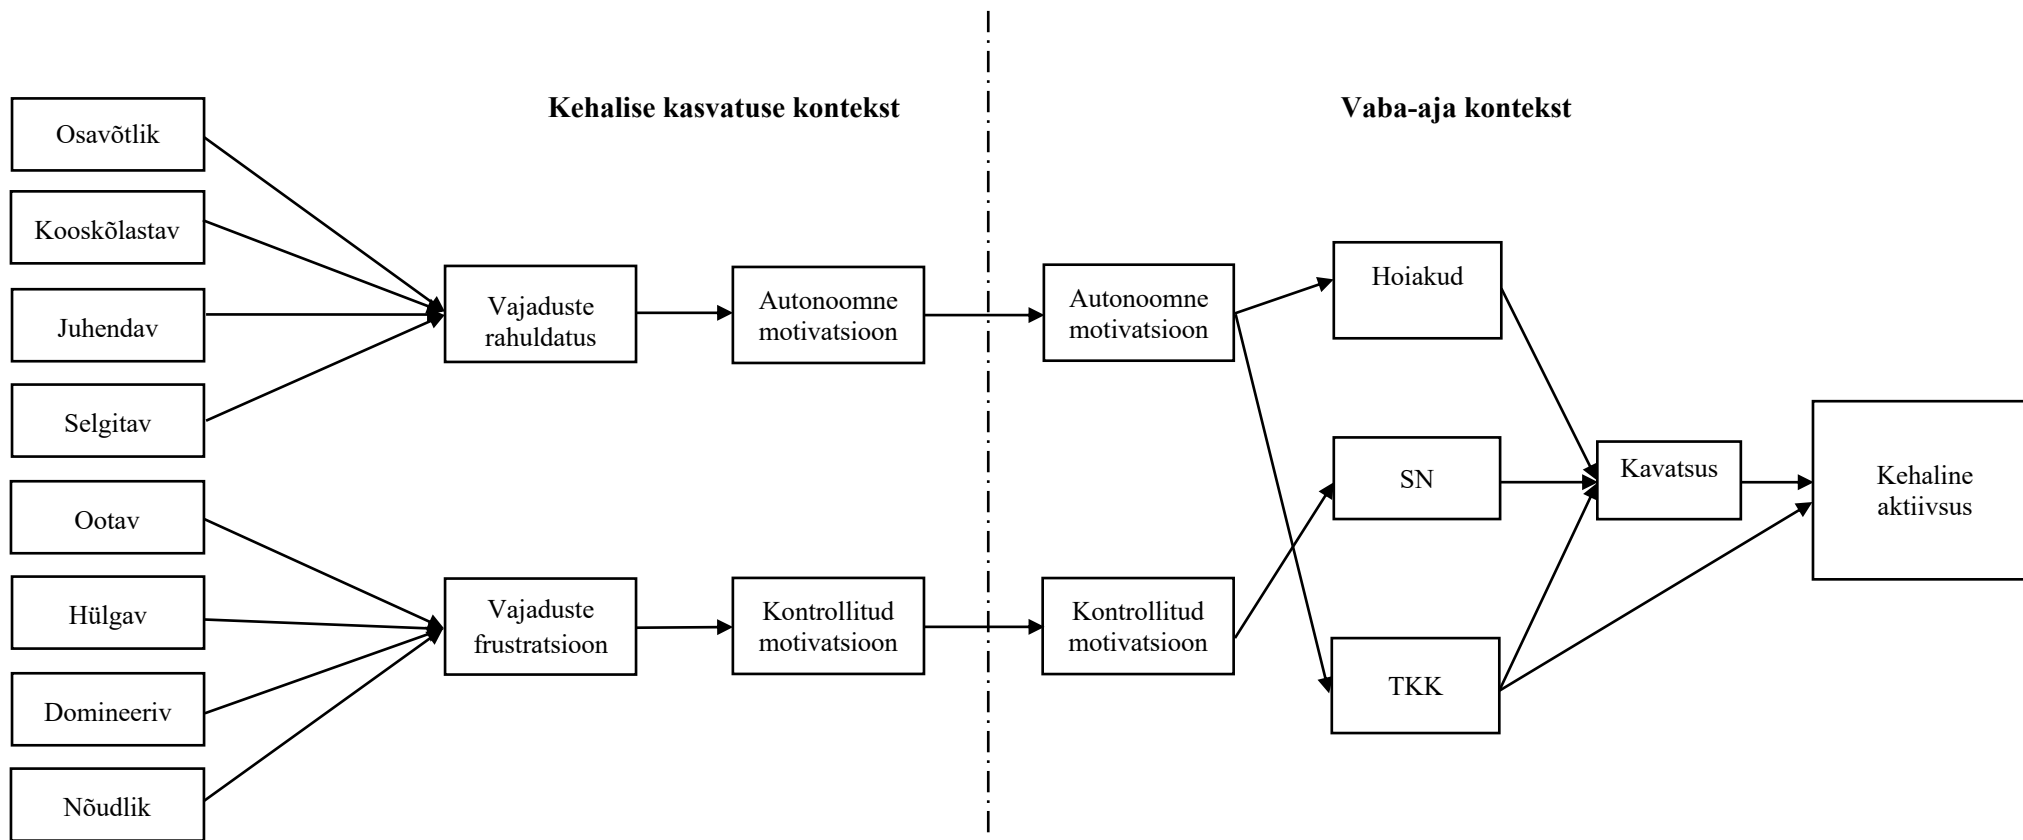 Kehalise kasvatuse kontekst
Vaba-aja kontekst
Osavõtlik
Kooskõlastav
Juhendav
Selgitav
Ootav
Hülgav
Domineeriv
Nõudlik
Vajaduste
rahuldatus
Vajaduste
frustratsioon
Autonoomne
motivatsioon
Kontrollitud
motivatsioon
Autonoomne
motivatsioon
Kontrollitud
motivatsioon
Hoiakud
SN
TKK
Kavatsus
Kehaline
aktiivsus